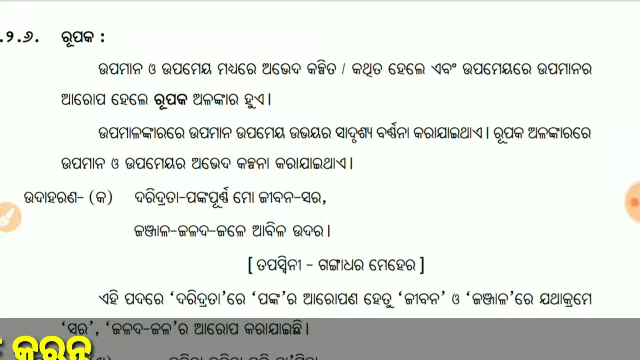 .୨.୬. ରୂପକ :
ଉପମାନ ଓ ଉପମେୟ ମଧ୍ୟରେ ଅଭେଦ କଳ୍ପିତ / କଥିତ ହେଲେ ଏବଂ ଉପମେୟରେ ଉପମାନର
ଆରୋପ ହେଲେ ରୂପକ ଅଳଙ୍କାର ହୁଏ।
ଉପମାଳଙ୍କାରରେ ଉପମାନ ଉପମେୟ ଉଭୟର ସାଦୃଶ୍ୟ ବର୍ଣ୍ଣନା କରାଯାଇଥାଏ। ରୂପକ ଅଳଙ୍କାରରେ
ଉପମାନ ଓ ଉପମେୟର ଅଭେଦ କଳ୍ପନା କରାଯାଇଥାଏ।
ଉଦାହରଣ- (କ) ଦରିଦ୍ରତା-ପଙ୍କପୂର୍ଣ୍ଣ ମୋ ଜୀବନ-ସର,
ଜଞ୍ଜାଳ-ଜଳଦ-ଜଳେ ଆବିଳ ଉଦର।
[ ତପସ୍ୱିନୀ - ଗଙ୍ଗାଧର ମେହେର ]
ଏହି ପଦରେ ‘ଦରିଦ୍ରତା’ରେ ‘ପଙ୍କ’ର ଆରୋପଣ ହେତୁ ‘ଜୀବନ’ ଓ ‘ଜଞ୍ଜାଳ’ରେ ଯଥାକ୍ରମେ
‘ସର’, ‘ଜଳଦ-ଜଳ’ର ଆରୋପ କରାଯାଇଛି।
କରନ୍ତୁ